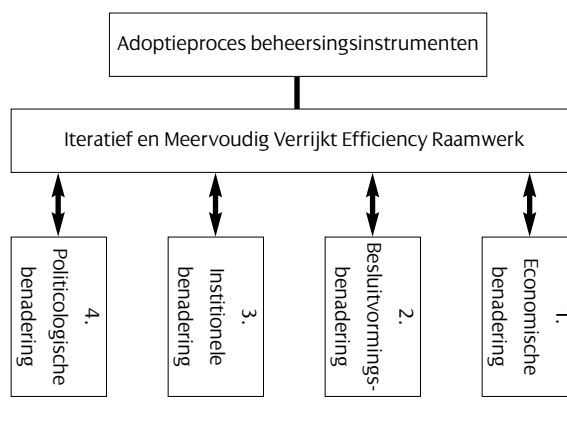 Adoptieproces beheersingsinstrumenten
Iteratief en Meervoudig Verrijkt Efficiency Raamwerk
4.
Politicologische
benadering
3.
Institionele
benadering
2.
Besluitvormings-
benadering
1.
Economische
benadering